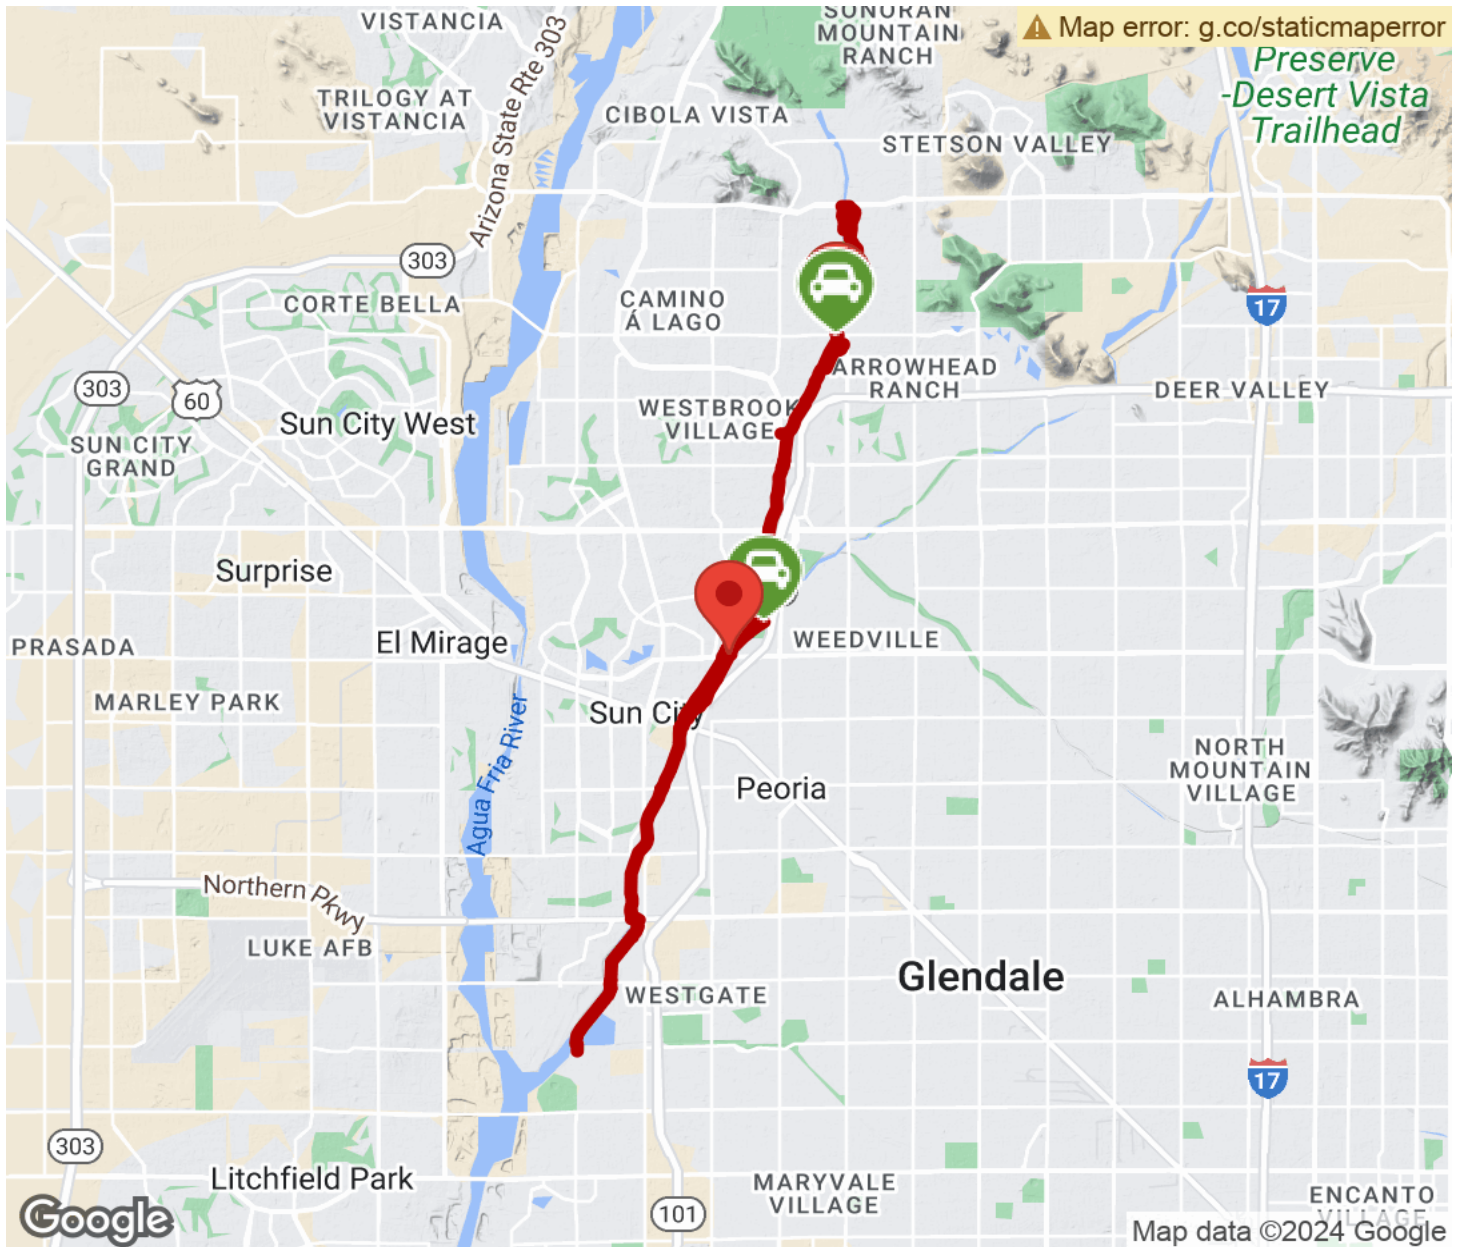 VISTANCIA
SONORAN
MOUNTAIN
RANCH
Map error: g.co/staticmaperror
Preserve
-Desert Vista
Trailhead
TRILOGY AT
VISTANCIA
Arizona State Rte 303
CIBOLA VISTA
STETSON VALLEY
303
CORTE BELLA
CAMINO
Á LAGO
17
303
60
ARROWHEAD
RANCH
DEER VALLEY
WESTBROOK
VILLAGE
Sun City West
SUN CITY
GRAND
Surprise
PRASADA
El Mirage
WEEDVILLE
MARLEY PARK
Sun City
Agua Fria River
Peoria
NORTH
MOUNTAIN
VILLAGE
Northern Pkwy
LUKE AFB
WESTGATE
Glendale
ALHAMBRA
17
303
Litchfield Park
MARYVALE
VILLAGE
101
ENCANTO
VILLAGE
Google
Map data ©2024 Google